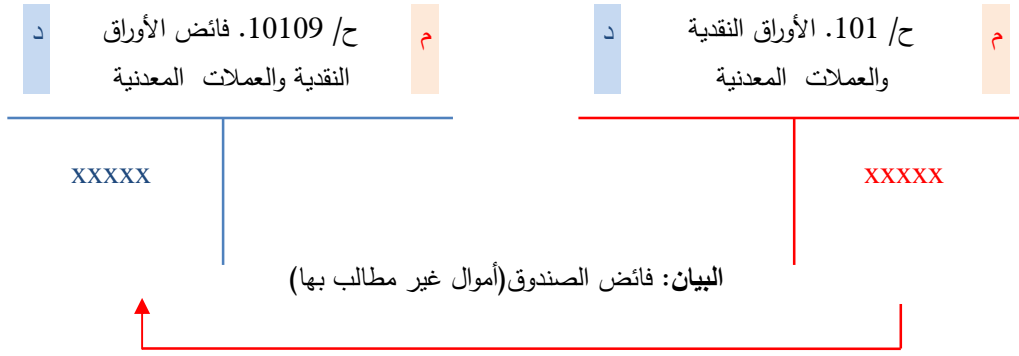 م
ح/ 101. الأوراق النقدية
والعملات المعدنية
د
م
ح/ 10109. فائض الأوراق
النقدية والعملات المعدنية
د
xxxxx
xxxxx
البيان: فائض الصندوق(أموال غير مطالب بها)